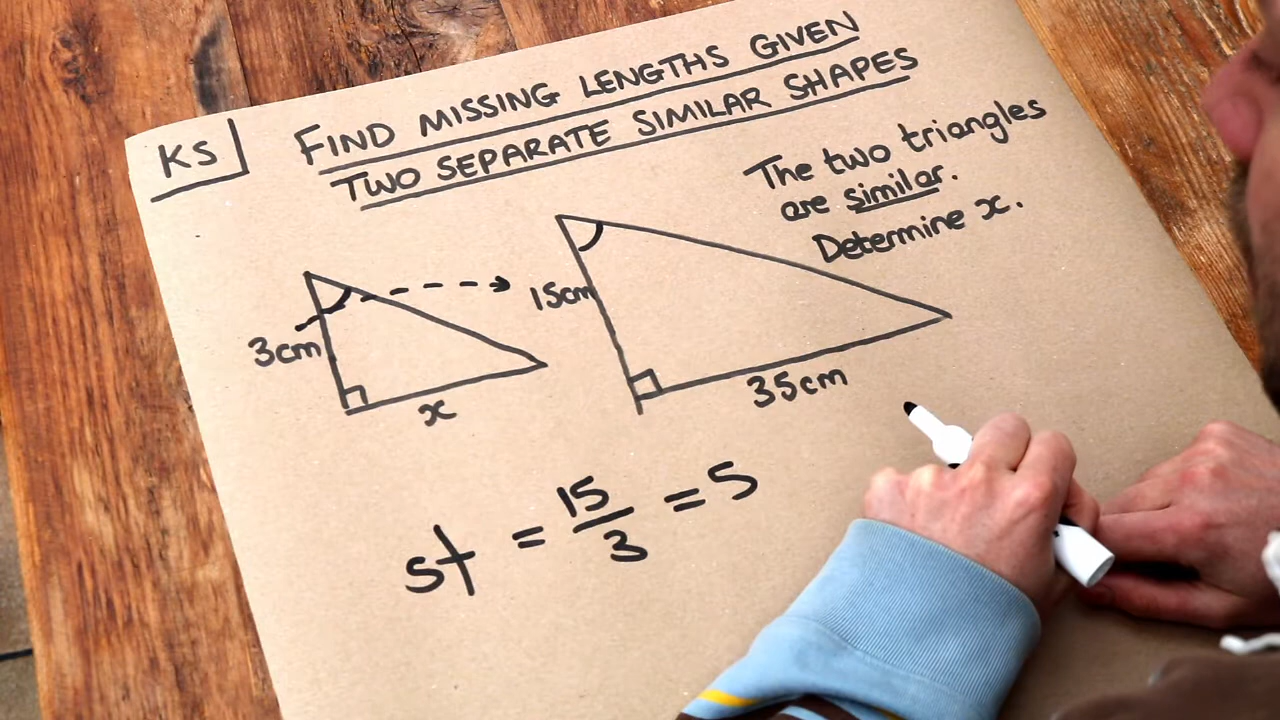 KS
FIND MISSING LENGTHS GIVEN
TWO SEPARATE SIMILAR SHAPES
The two triangles
are similar.
Determine x.
3cm
x
15cm
35cm
sf = 15/3 = 5